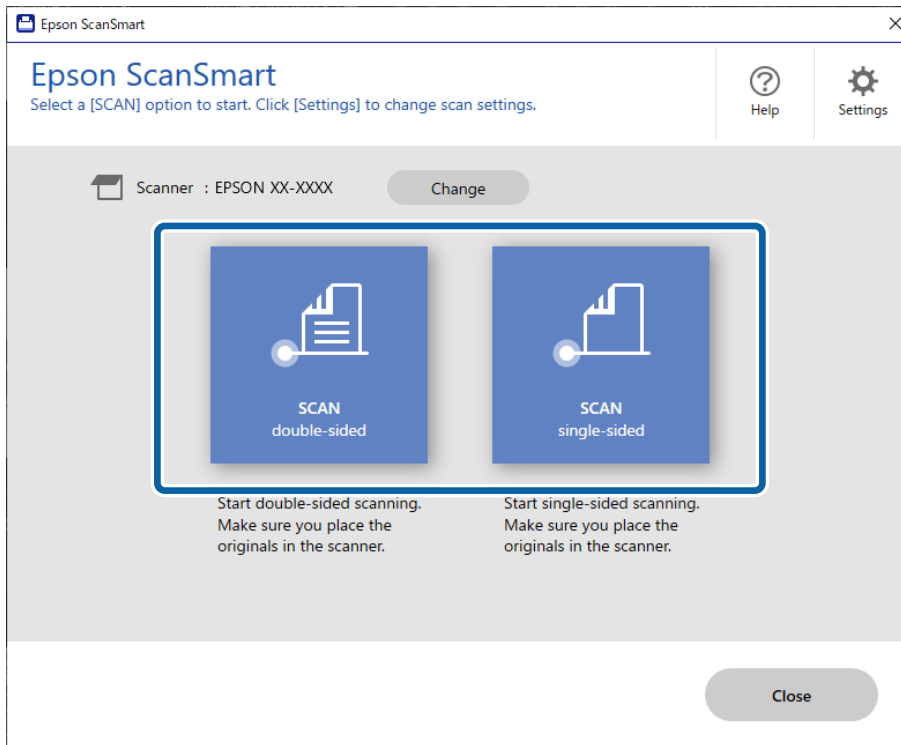 Epson ScanSmart
Epson ScanSmart
Select a [SCAN] option to start. Click [Settings] to change scan settings.
Help
Settings
Scanner : EPSON XX-XXXX
Change
SCAN
double-sided
SCAN
single-sided
Start double-sided scanning.
Make sure you place the
originals in the scanner.
Start single-sided scanning.
Make sure you place the
originals in the scanner.
Close